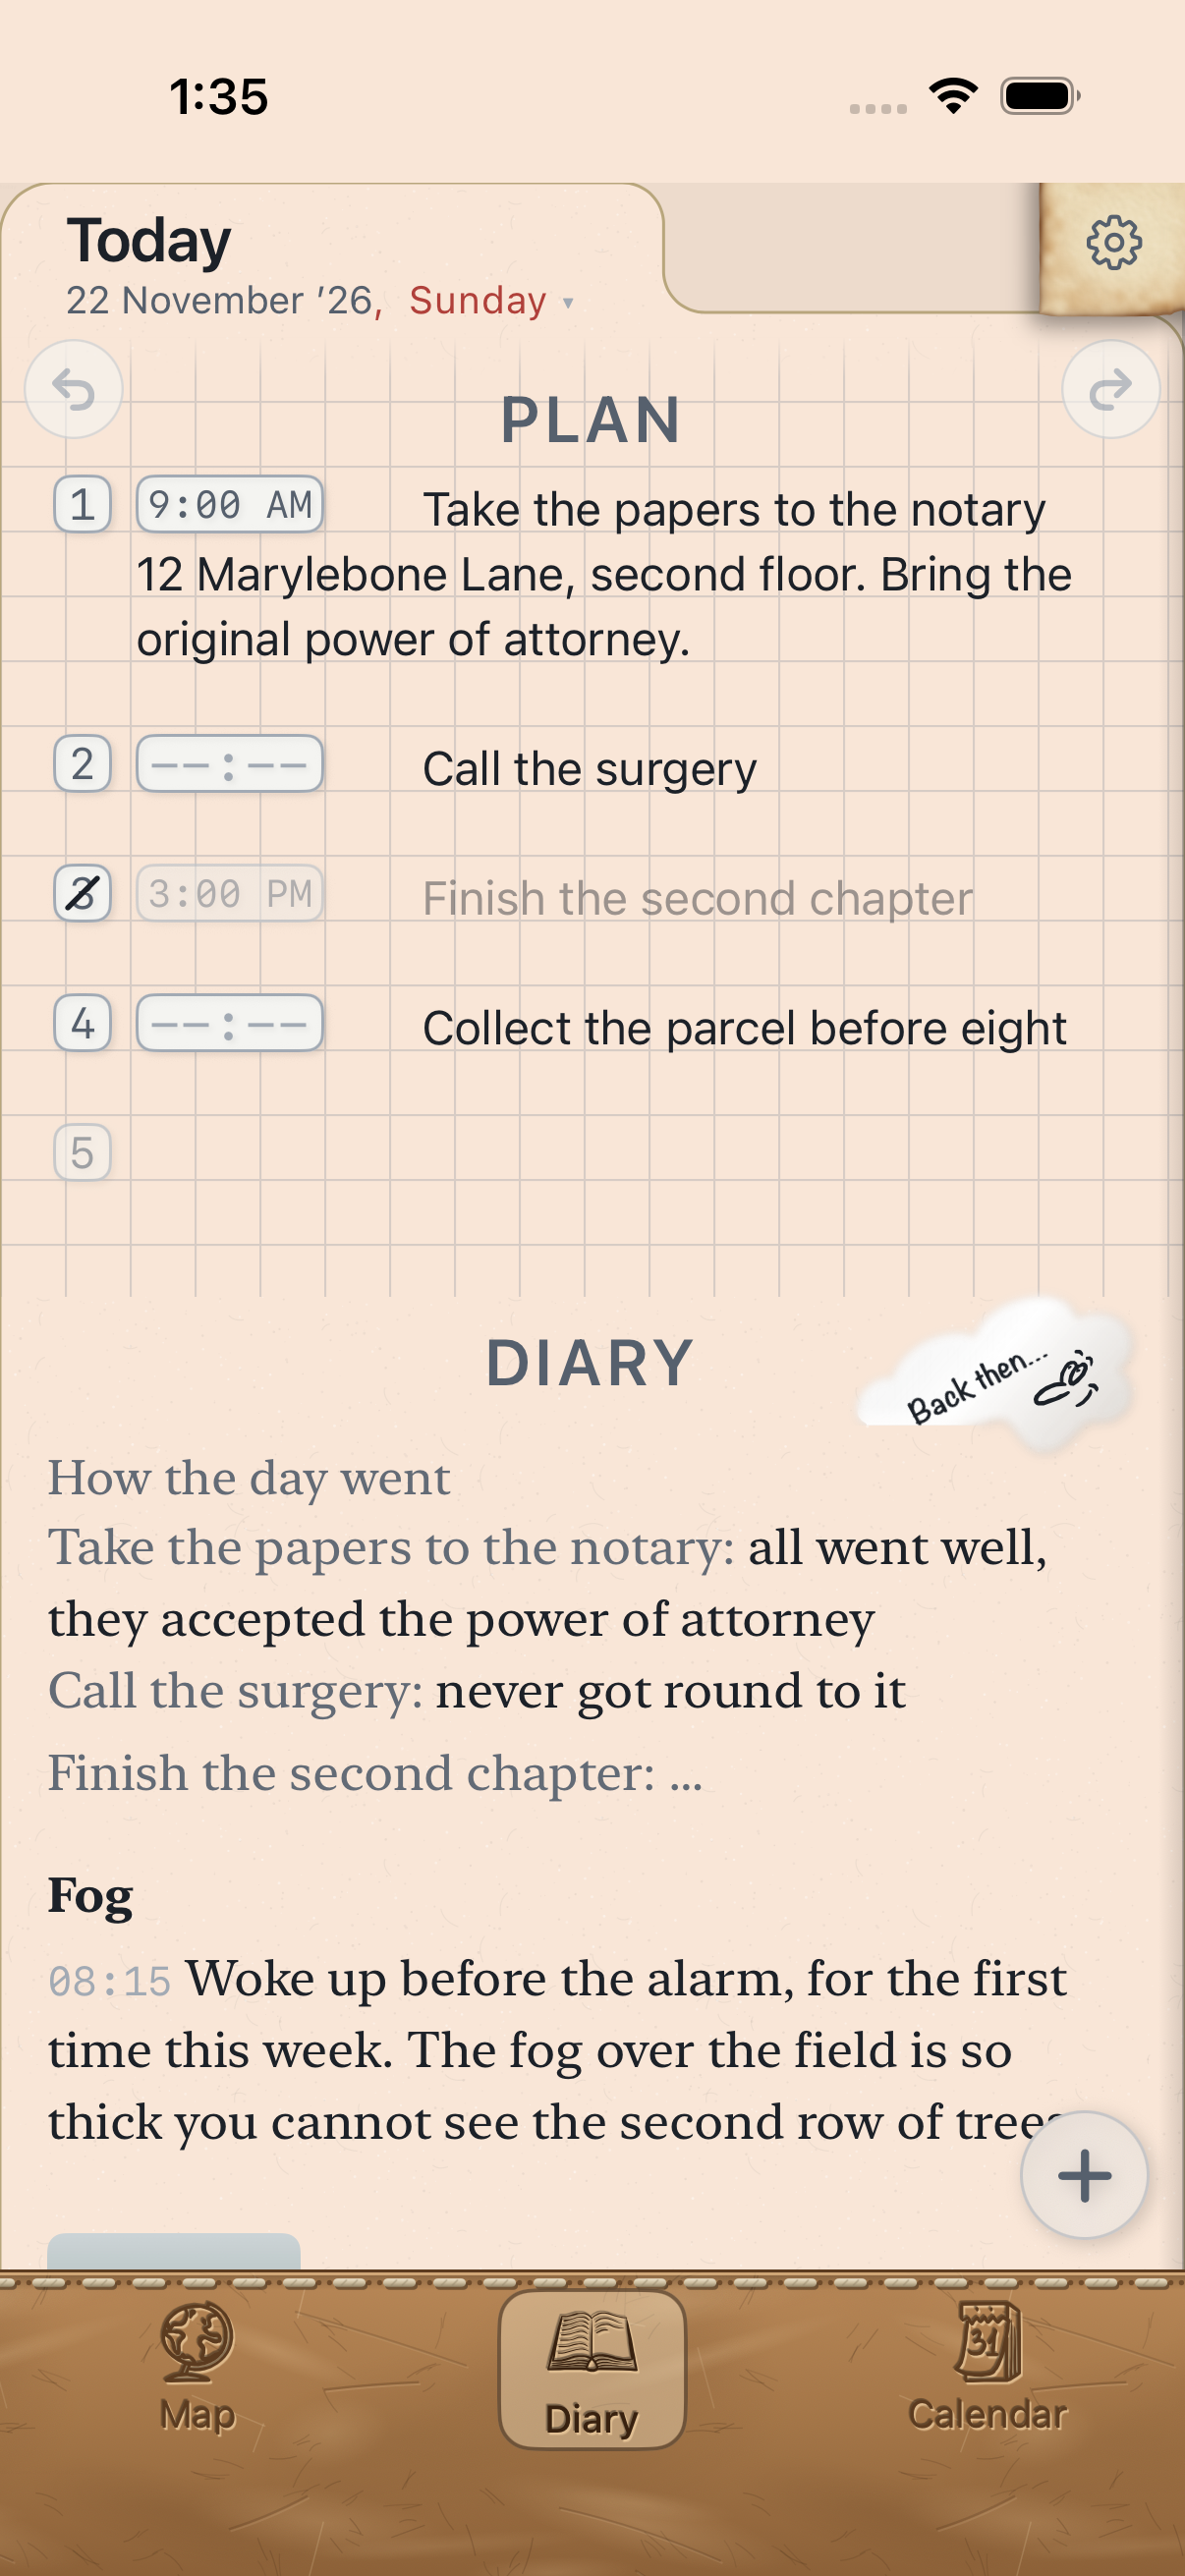 1:35
Today
22 November ’26, Sunday ▾
PLAN
1 9:00 AM Take the papers to the notary
12 Marylebone Lane, second floor. Bring the
original power of attorney.
2 --:-- Call the surgery
3 3:00 PM Finish the second chapter
4 --:-- Collect the parcel before eight
5
DIARY
Back then...
How the day went
Take the papers to the notary: all went well,
they accepted the power of attorney
Call the surgery: never got round to it
Finish the second chapter: ...
Fog
08:15 Woke up before the alarm, for the first
time this week. The fog over the field is so
thick you cannot see the second row of trees
31
Map
Diary
Calendar